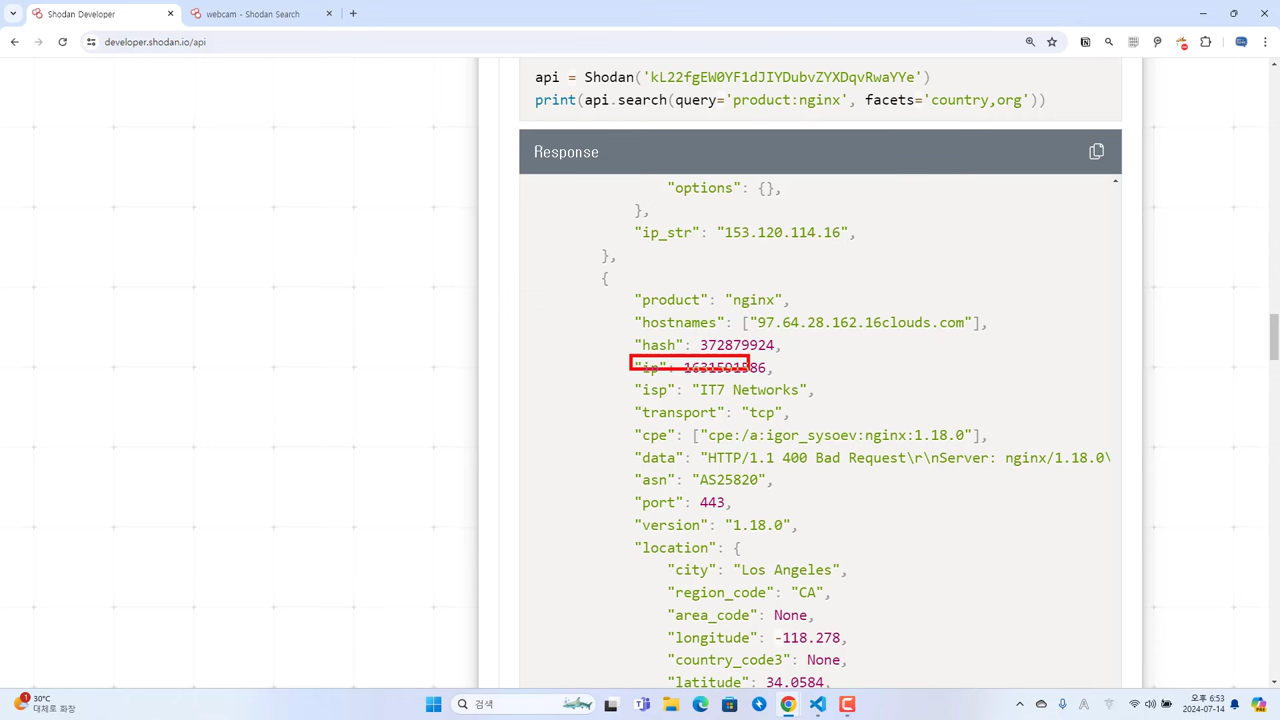 Shodan Developer
webcam - Shodan Search
developer.shodan.io/api
api = Shodan('kL22fgEW0YF1dJIYDubvZYXDqvRwaYYe')
print(api.search(query='product:nginx', facets='country,org'))
Response
"options": {},
},
"ip_str": "153.120.114.16",
},
{
"product": "nginx",
"hostnames": ["97.64.28.162.16clouds.com"],
"hash": 372879924,
"ip": 1631591586,
"isp": "IT7 Networks",
"transport": "tcp",
"cpe": ["cpe:/a:igor_sysoev:nginx:1.18.0"],
"data": "HTTP/1.1 400 Bad Request\r\nServer: nginx/1.18.0\
"asn": "AS25820",
"port": 443,
"version": "1.18.0",
"location": {
"city": "Los Angeles",
"region_code": "CA",
"area_code": None,
"longitude": -118.278,
"country_code3": None,
"latitude": 34.0584,
1
30°C
대체로 화창
검색
A
오후 6:53
2024-07-14